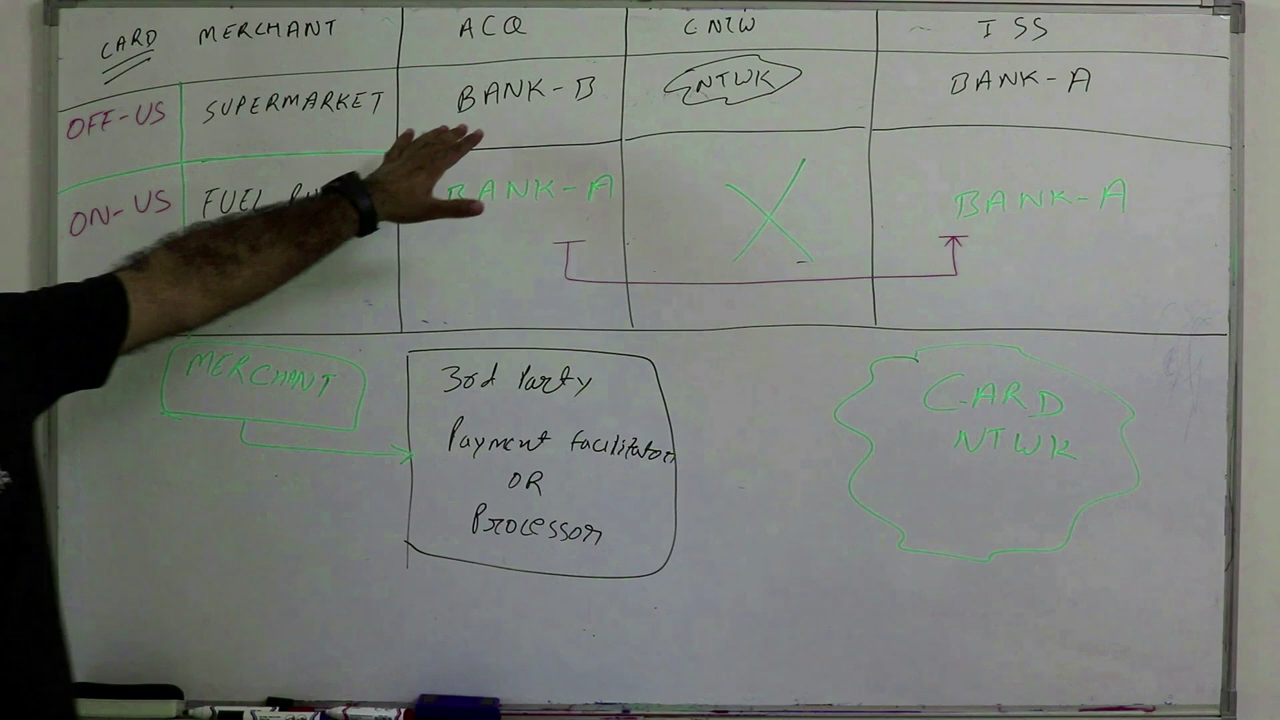 CARD MERCHANT ACQ CNTW ISS
OFF-US SUPERMARKET BANK-B NTWK BANK-A
ON-US FUEL BANK-A X BANK-A
MERCHANT
3rd Party
Payment facilitator
OR
Processor
CARD
NTWK